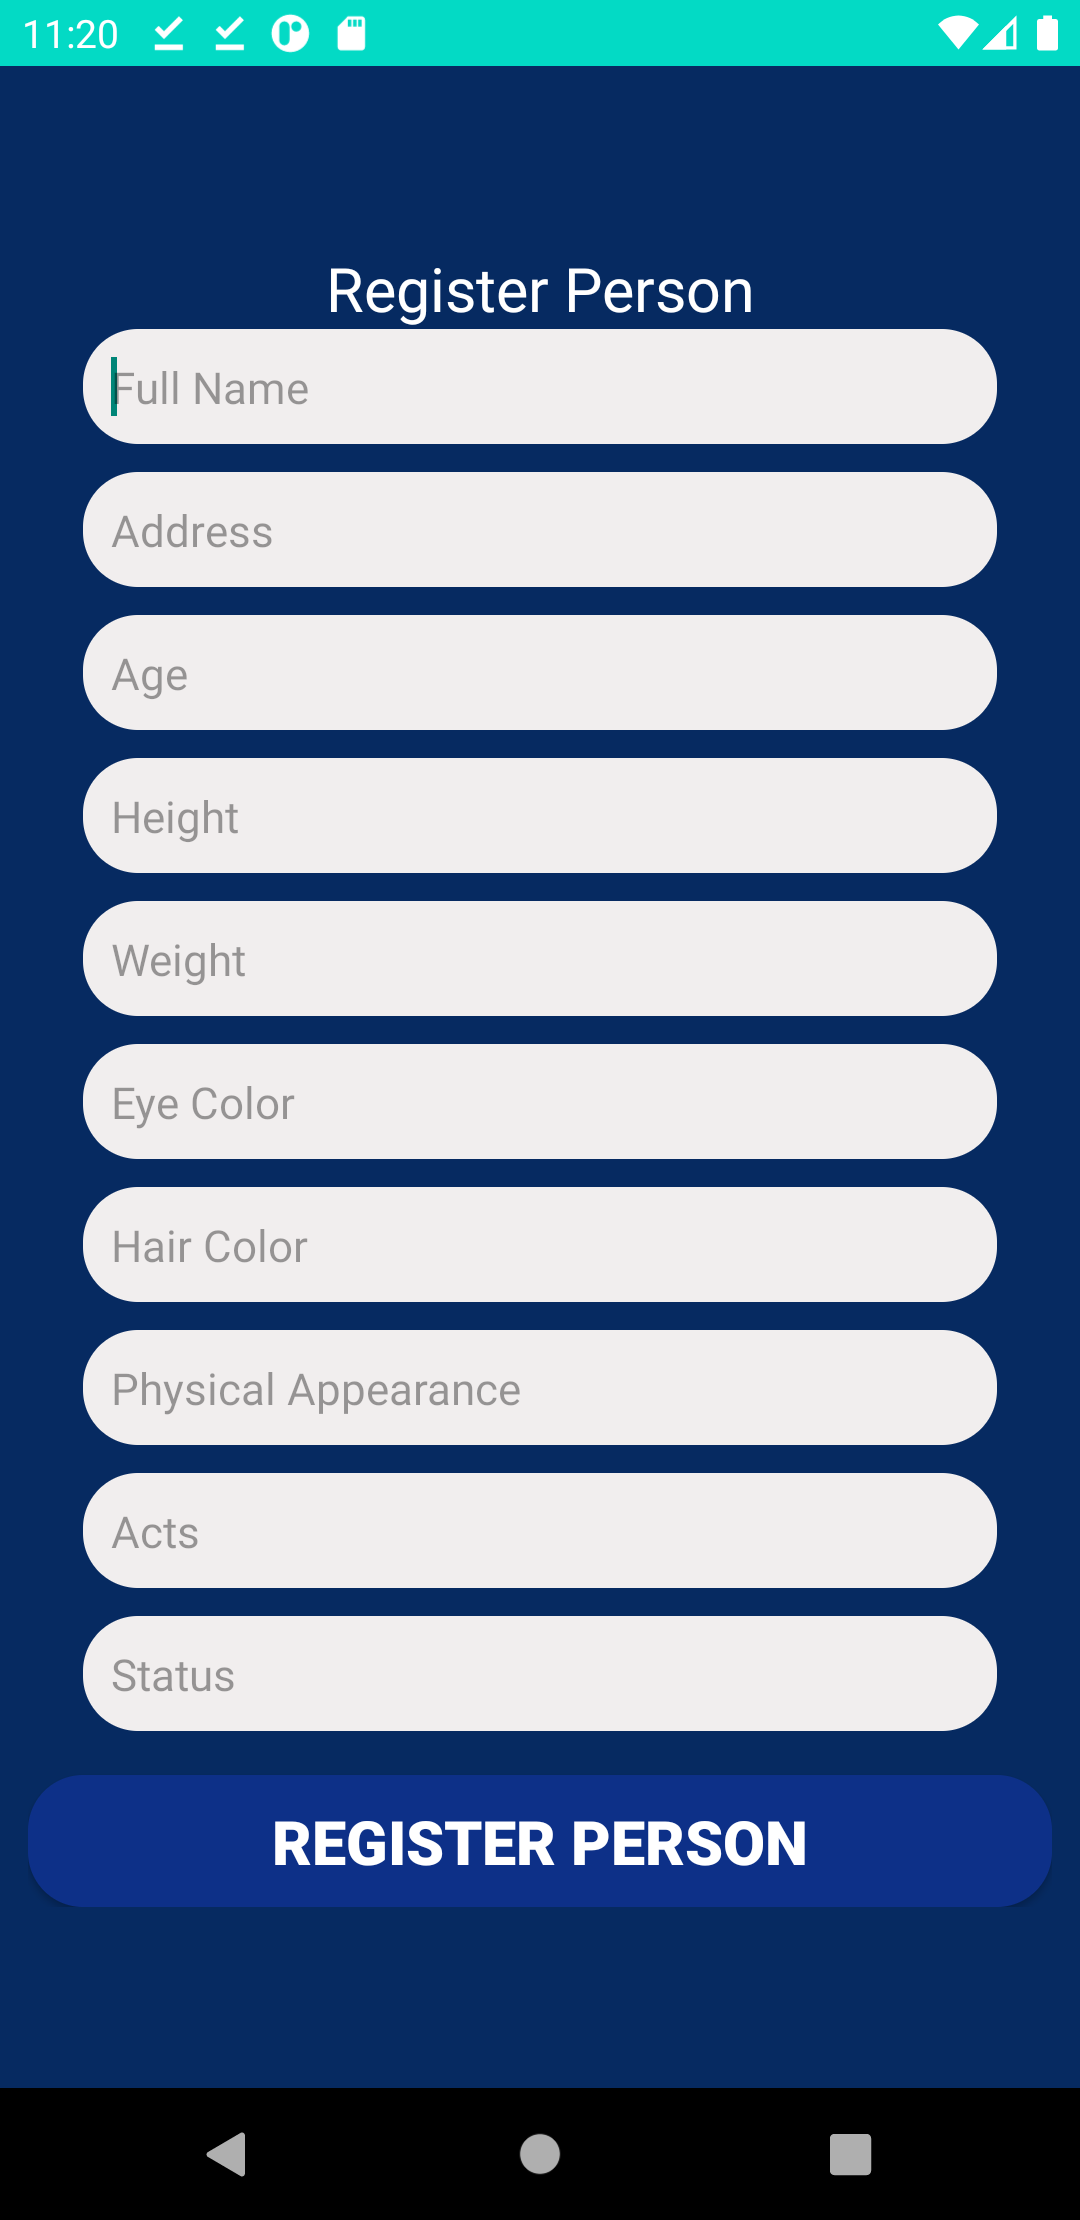 11:20
Register Person
Full Name
Address
Age
Height
Weight
Eye Color
Hair Color
Physical Appearance
Acts
Status
REGISTER PERSON